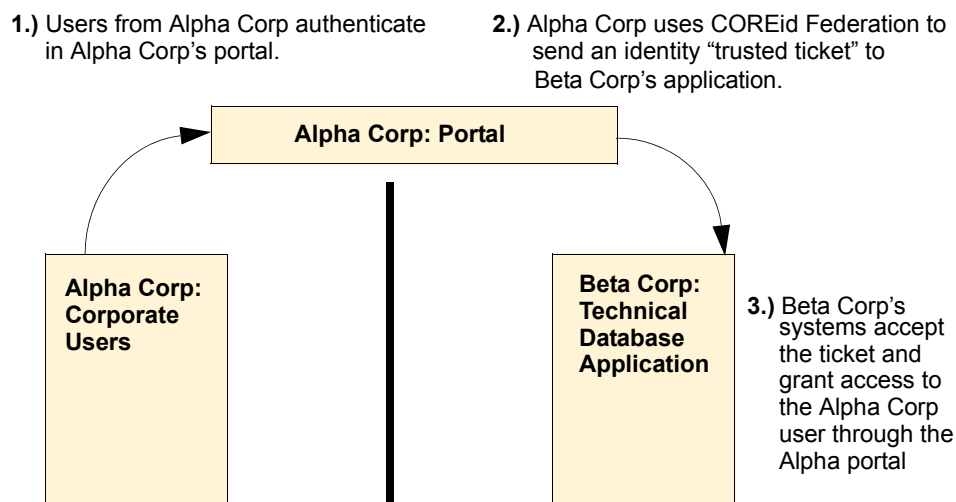 1.) Users from Alpha Corp authenticate
in Alpha Corp's portal.
2.) Alpha Corp uses COREid Federation to
send an identity “trusted ticket” to
Beta Corp's application.
Alpha Corp: Portal
Alpha Corp:
Corporate
Users
Beta Corp:
Technical
Database
Application
3.) Beta Corp's
systems accept
the ticket and
grant access to
the Alpha Corp
user through the
Alpha portal